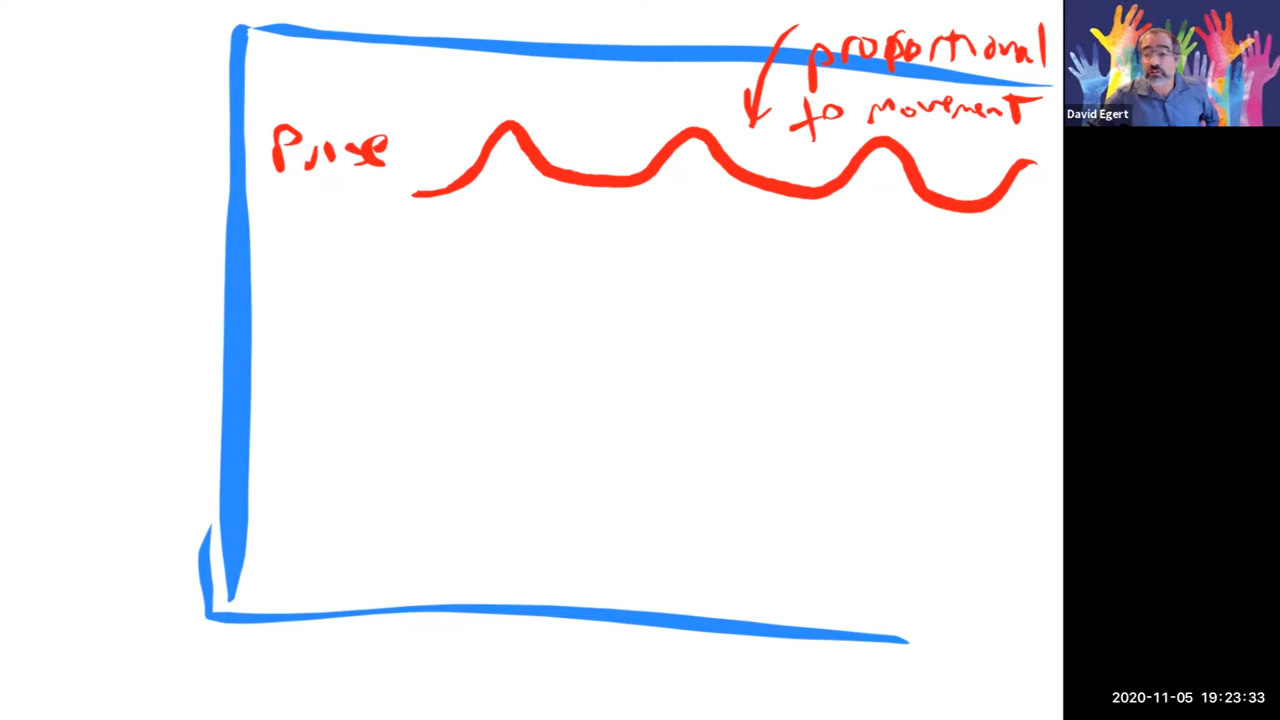 proportional
to movement
Pulse
David Egert
2020-11-05 19:23:33